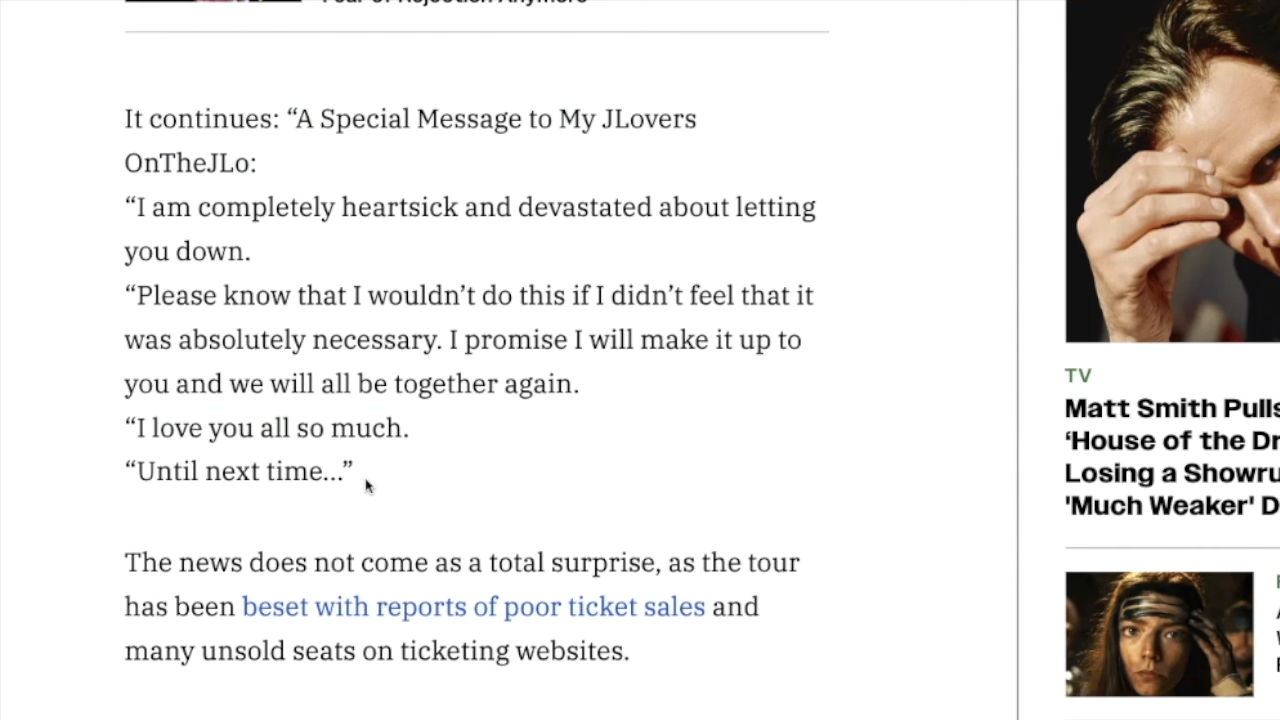 It continues: “A Special Message to My JLovers
OnTheJLo:
“I am completely heartsick and devastated about letting
you down.
“Please know that I wouldn’t do this if I didn’t feel that it
was absolutely necessary. I promise I will make it up to
you and we will all be together again.
“I love you all so much.
“Until next time…”
The news does not come as a total surprise, as the tour
has been beset with reports of poor ticket sales and
many unsold seats on ticketing websites.
TV
Matt Smith Pulls
‘House of the Dr
Losing a Showru
'Much Weaker' D